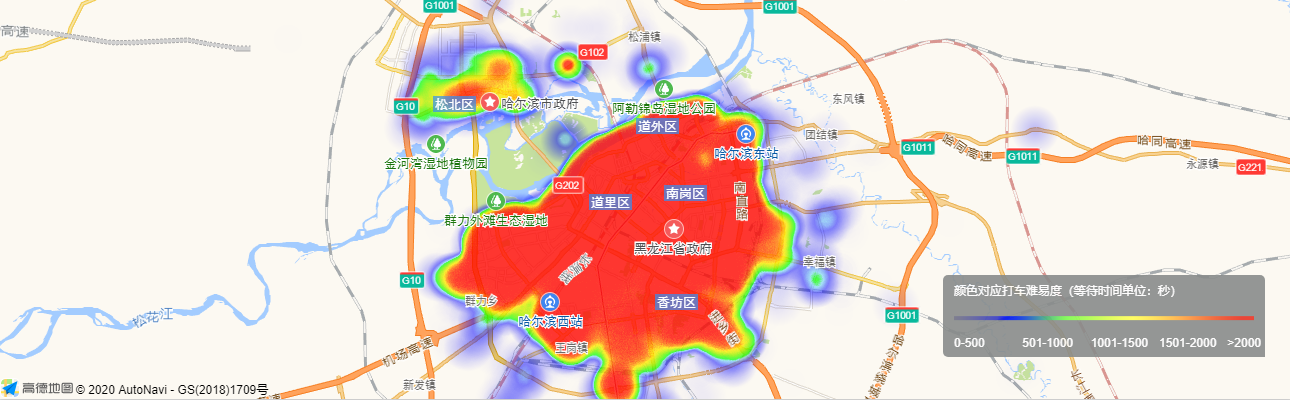 G1001
G1001
高速
松浦镇
G102
G10
松北区
哈尔滨市政府
阿勒锦岛湿地公园
东风镇
道外区
团结镇
哈尔滨东站
G1011
哈同高速
G1011
哈同高速
永源镇
G221
金河湾湿地植物园
G202
南岗区
南直路
道里区
群力外滩生态湿地
黑龙江省政府
幸福镇
G10
群力乡
香坊区
哈尔滨西站
松花江
G1001
王岗镇
机场高速
新发镇
颜色对应打车难易度（等待时间单位：秒）
0-500 501-1000 1001-1500 1501-2000 >2000
高德地图 © 2020 AutoNavi - GS(2018)1709号